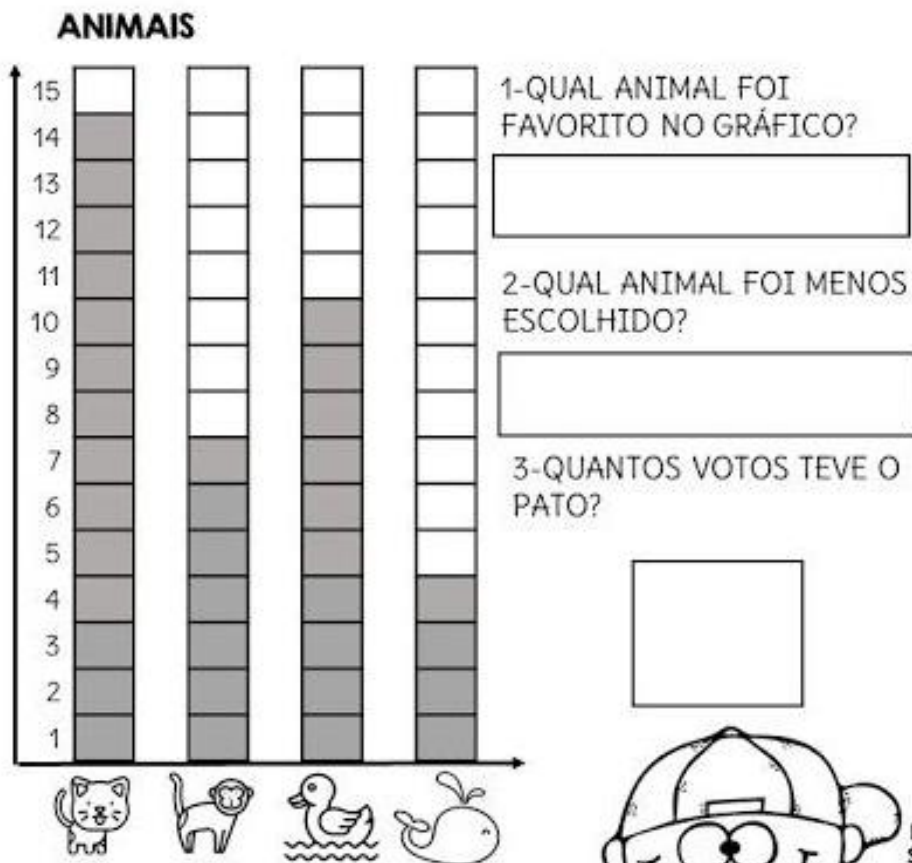 ANIMAIS
15
14
13
12
11
10
9
8
7
6
5
4
3
2
1
1-QUAL ANIMAL FOI
FAVORITO NO GRÁFICO?
2-QUAL ANIMAL FOI MENOS
ESCOLHIDO?
3-QUANTOS VOTOS TEVE O
PATO?